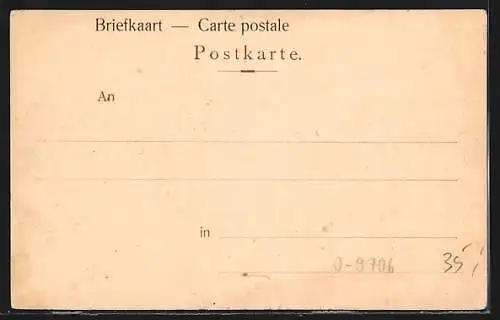 Briefkaart — Carte postale
Postkarte.
An
in
0-9706 35,-